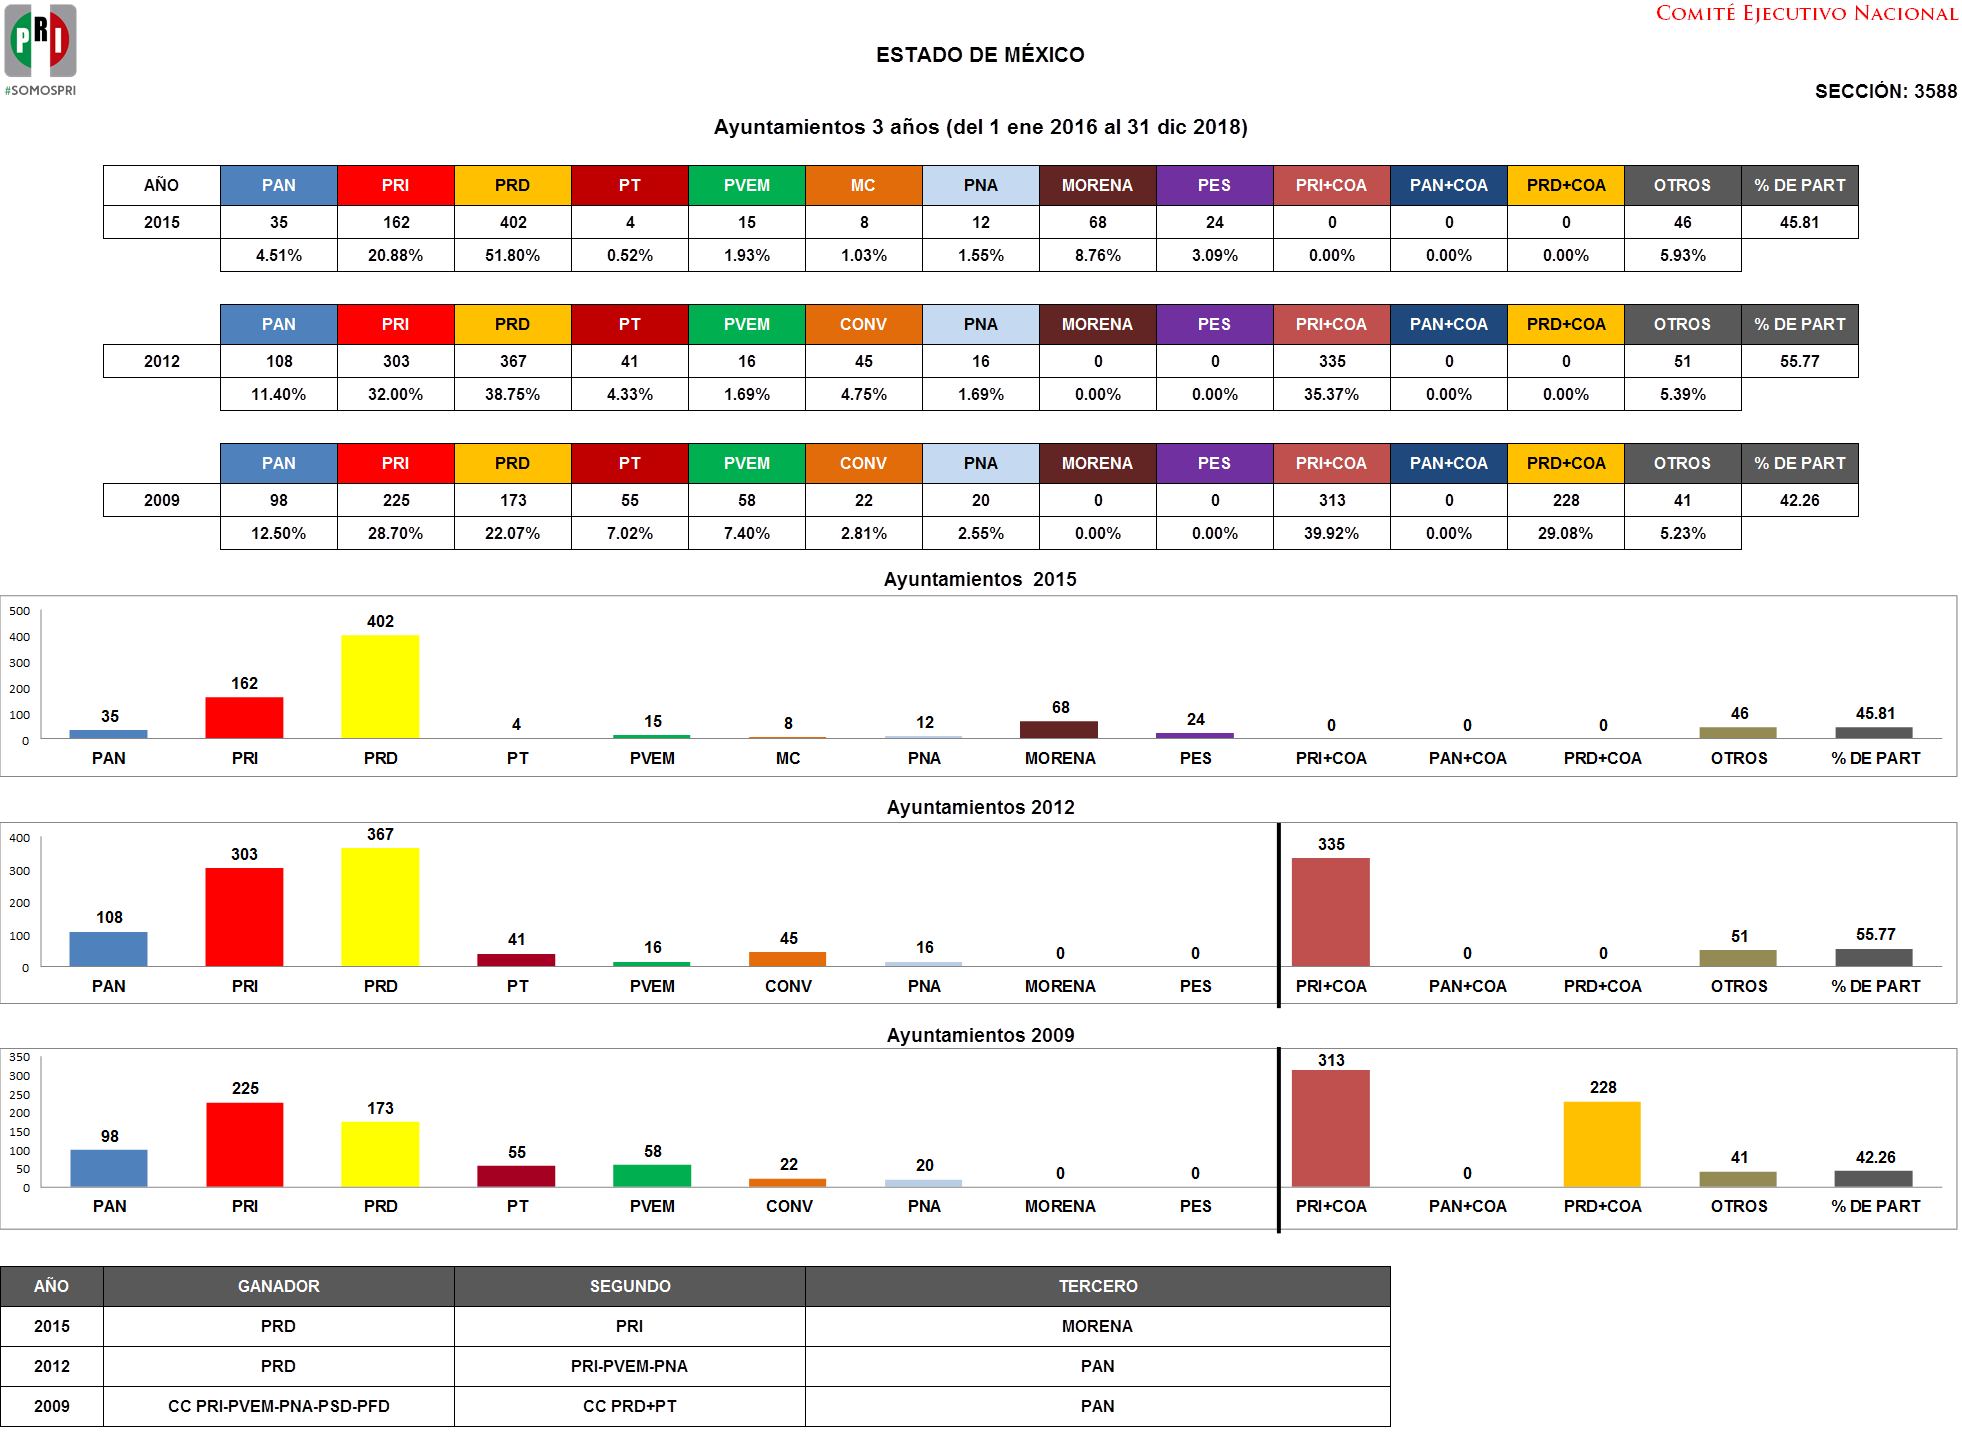 PRI
#SOMOSPRI
COMITÉ EJECUTIVO NACIONAL
ESTADO DE MÉXICO
SECCIÓN: 3588
Ayuntamientos 3 años (del 1 ene 2016 al 31 dic 2018)
AÑO PAN PRI PRD PT PVEM MC PNA MORENA PES PRI+COA PAN+COA PRD+COA OTROS % DE PART
2015 35 162 402 4 15 8 12 68 24 0 0 0 46 45.81
4.51% 20.88% 51.80% 0.52% 1.93% 1.03% 1.55% 8.76% 3.09% 0.00% 0.00% 0.00% 5.93%
PAN PRI PRD PT PVEM CONV PNA MORENA PES PRI+COA PAN+COA PRD+COA OTROS % DE PART
2012 108 303 367 41 16 45 16 0 0 335 0 0 51 55.77
11.40% 32.00% 38.75% 4.33% 1.69% 4.75% 1.69% 0.00% 0.00% 35.37% 0.00% 0.00% 5.39%
PAN PRI PRD PT PVEM CONV PNA MORENA PES PRI+COA PAN+COA PRD+COA OTROS % DE PART
2009 98 225 173 55 58 22 20 0 0 313 0 228 41 42.26
12.50% 28.70% 22.07% 7.02% 7.40% 2.81% 2.55% 0.00% 0.00% 39.92% 0.00% 29.08% 5.23%
Ayuntamientos 2015
500
400
300
200
100
0
35 162 402 4 15 8 12 68 24 0 0 0 46 45.81
PAN PRI PRD PT PVEM MC PNA MORENA PES PRI+COA PAN+COA PRD+COA OTROS % DE PART
Ayuntamientos 2012
400
300
200
100
0
108 303 367 41 16 45 16 0 0 335 0 0 51 55.77
PAN PRI PRD PT PVEM CONV PNA MORENA PES PRI+COA PAN+COA PRD+COA OTROS % DE PART
Ayuntamientos 2009
350
300
250
200
150
100
50
0
98 225 173 55 58 22 20 0 0 313 0 228 41 42.26
PAN PRI PRD PT PVEM CONV PNA MORENA PES PRI+COA PAN+COA PRD+COA OTROS % DE PART
AÑO GANADOR SEGUNDO TERCERO
2015 PRD PRI MORENA
2012 PRD PRI-PVEM-PNA PAN
2009 CC PRI-PVEM-PNA-PSD-PFD CC PRD+PT PAN